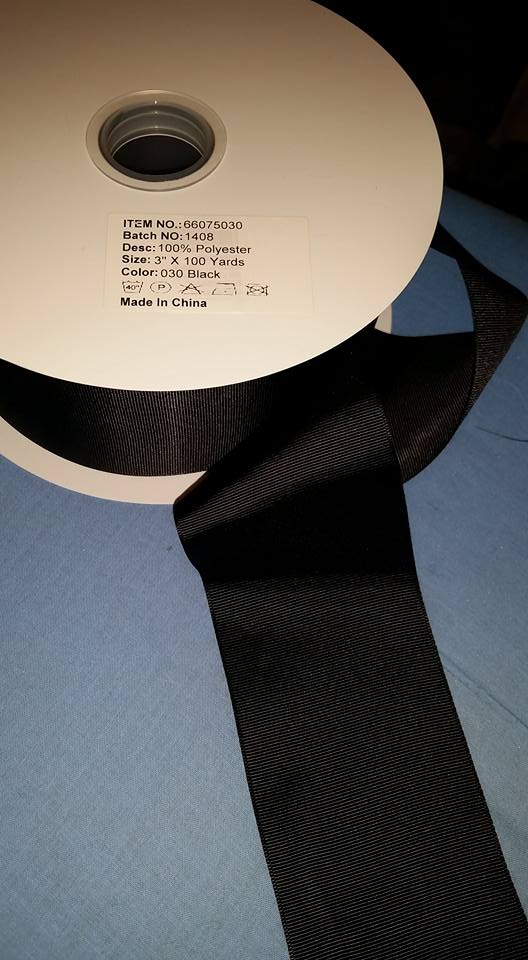 ITEM NO.: 66075030
Batch NO: 1408
Desc: 100% Polyester
Size: 3" X 100 Yards
Color: 030 Black
40° P
Made In China